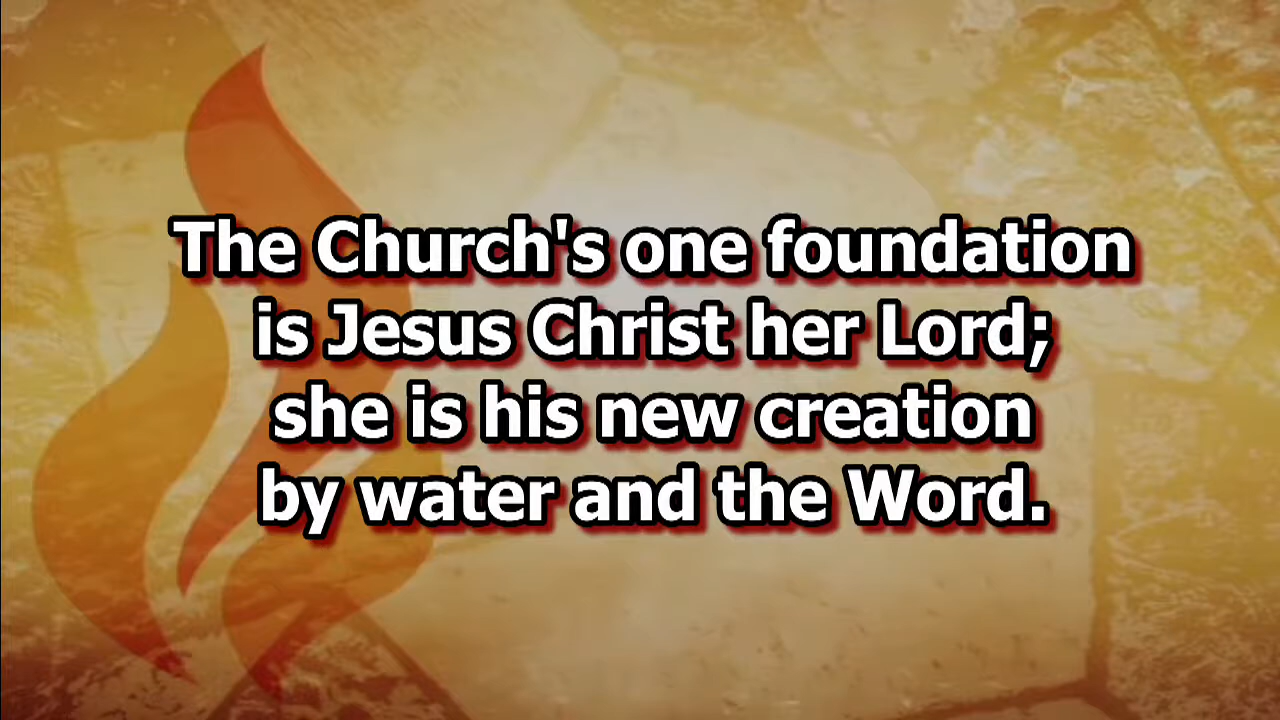 The Church's one foundation
is Jesus Christ her Lord;
she is his new creation
by water and the Word.